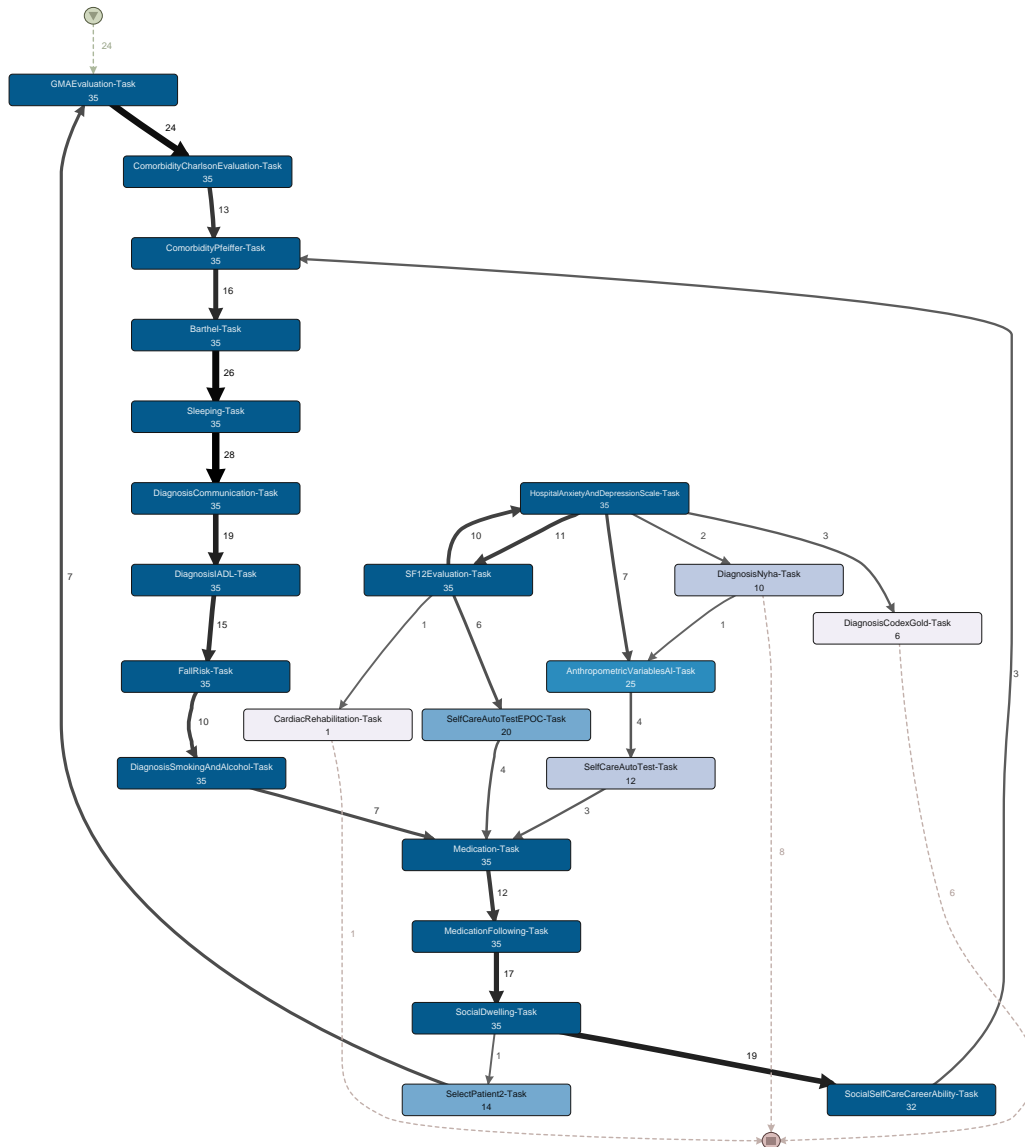 24
GMAEvaluation-Task
35
24
ComorbidityCharlsonEvaluation-Task
35
13
ComorbidityPfeiffer-Task
35
16
Barthel-Task
35
26
Sleeping-Task
35
28
DiagnosisCommunication-Task
35
HospitalAnxietyAndDepressionScale-Task
35
19
10
11
2
3
7
7
DiagnosisIADL-Task
35
SF12Evaluation-Task
35
DiagnosisNyha-Task
10
DiagnosisCodexGold-Task
6
15
1
6
1
FallRisk-Task
35
AnthropometricVariablesAI-Task
25
3
10
CardiacRehabilitation-Task
1
SelfCareAutoTestEPOC-Task
20
4
DiagnosisSmokingAndAlcohol-Task
35
SelfCareAutoTest-Task
12
4
7
3
Medication-Task
35
8
12
6
1
MedicationFollowing-Task
35
17
SocialDwelling-Task
35
1
19
SelectPatient2-Task
14
SocialSelfCareCareerAbility-Task
32